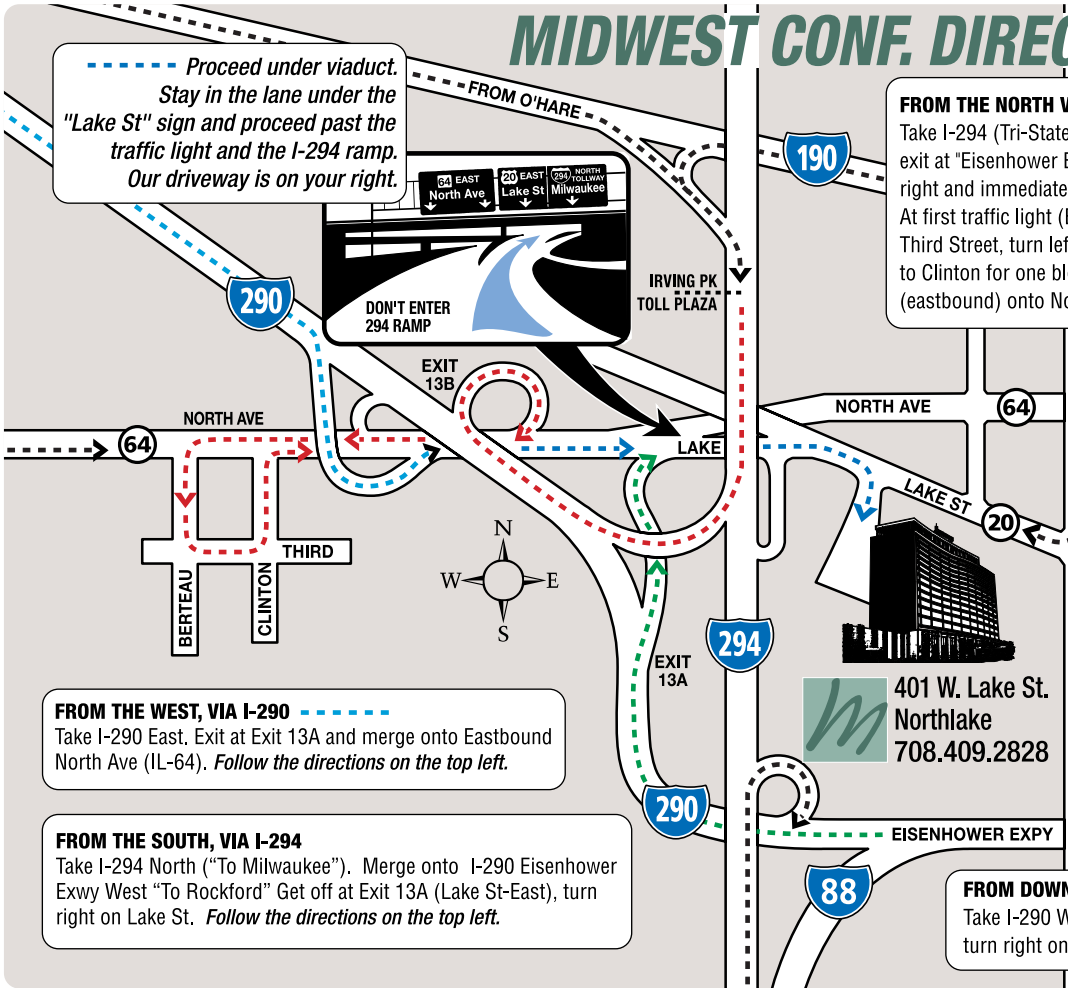 MIDWEST CONF. DIREC
Proceed under viaduct.
Stay in the lane under the
"Lake St" sign and proceed past the
traffic light and the I-294 ramp.
Our driveway is on your right.
FROM O'HARE
190
FROM THE NORTH V
Take I-294 (Tri-State
exit at "Eisenhower E
right and immediate
At first traffic light (B
Third Street, turn lef
to Clinton for one blo
(eastbound) onto No
64 EAST
North Ave
20 EAST
Lake St
294 NORTH
TOLLWAY
Milwaukee
DON'T ENTER
294 RAMP
290
IRVING PK
TOLL PLAZA
EXIT
13B
NORTH AVE
64
NORTH AVE
64
LAKE
LAKE ST
20
THIRD
BERTEAU
CLINTON
N
W E
S
294
EXIT
13A
401 W. Lake St.
Northlake
708.409.2828
FROM THE WEST, VIA I-290
Take I-290 East. Exit at Exit 13A and merge onto Eastbound
North Ave (IL-64). Follow the directions on the top left.
290
EISENHOWER EXPY
88
FROM THE SOUTH, VIA I-294
Take I-294 North (“To Milwaukee”). Merge onto I-290 Eisenhower
Exwy West “To Rockford” Get off at Exit 13A (Lake St-East), turn
right on Lake St. Follow the directions on the top left.
FROM DOWN
Take I-290 W
turn right on